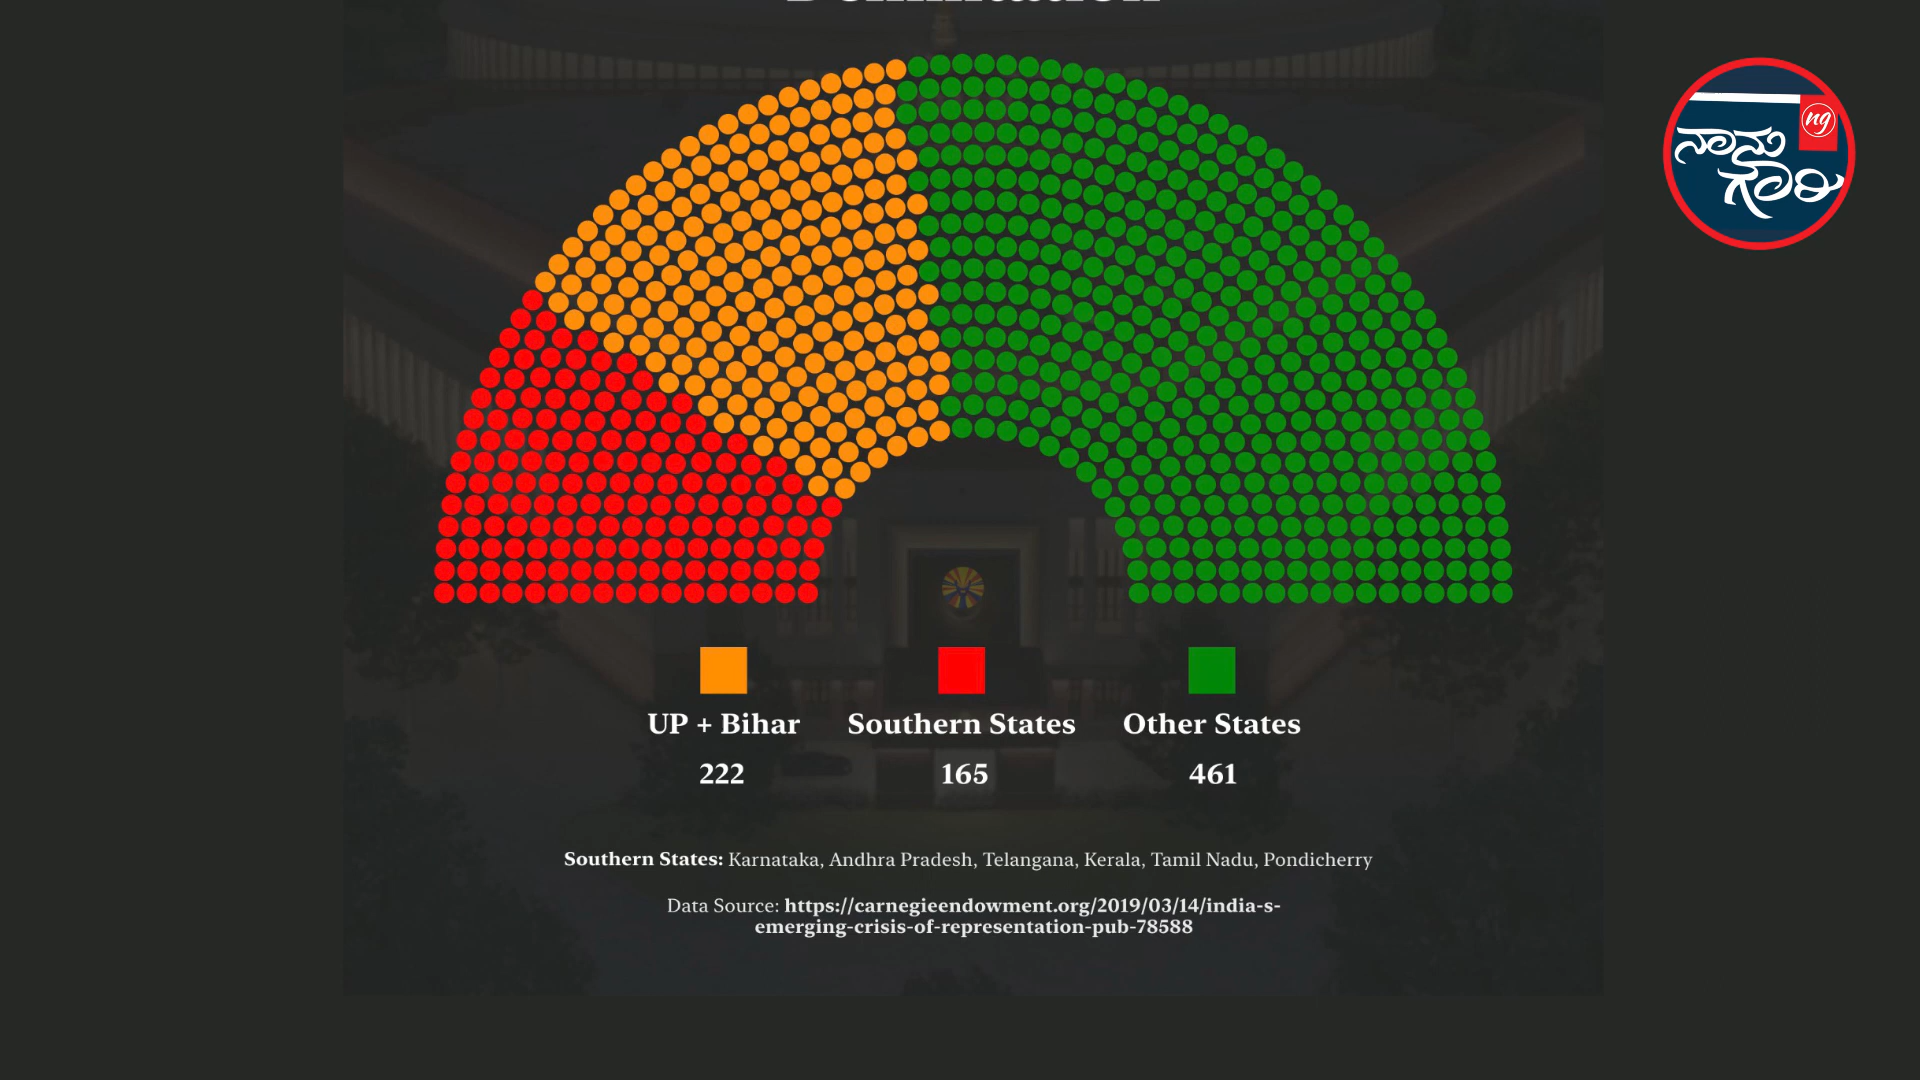 ng
ನಾನು
ಗೌರಿ
UP + Bihar
Southern States
Other States
222
165
461
Southern States: Karnataka, Andhra Pradesh, Telangana, Kerala, Tamil Nadu, Pondicherry
Data Source: https://carnegieendowment.org/2019/03/14/india-s-
emerging-crisis-of-representation-pub-78588